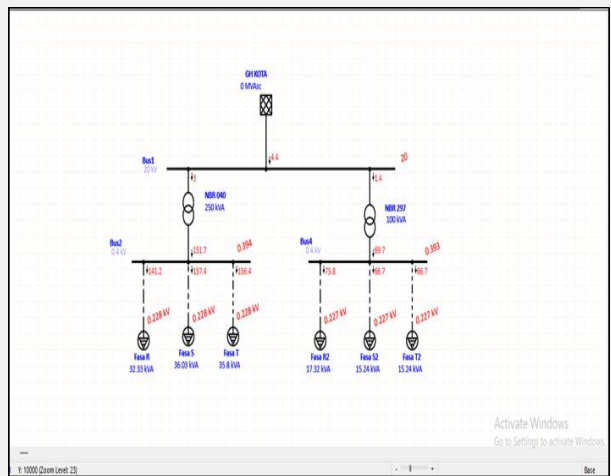 GH KOTA
0 MVAsc
4.4
Bus1
20 kV
20
3
1.4
NBR 040
250 kVA
NBR 297
100 kVA
Bus2
0.4 kV
151.7
0.394
Bus4
0.4 kV
69.7
0.393
141.2
157.4
156.4
75.8
66.7
66.7
0.228 kV
0.228 kV
0.228 kV
0.227 kV
0.227 kV
0.227 kV
Fasa R
32.33 kVA
Fasa S
36.03 kVA
Fasa T
35.8 kVA
Fasa R2
17.32 kVA
Fasa S2
15.24 kVA
Fasa T2
15.24 kVA
Activate Windows
Go to Settings to activate Windows
Y: 10000 (Zoom Level: 23)
Base